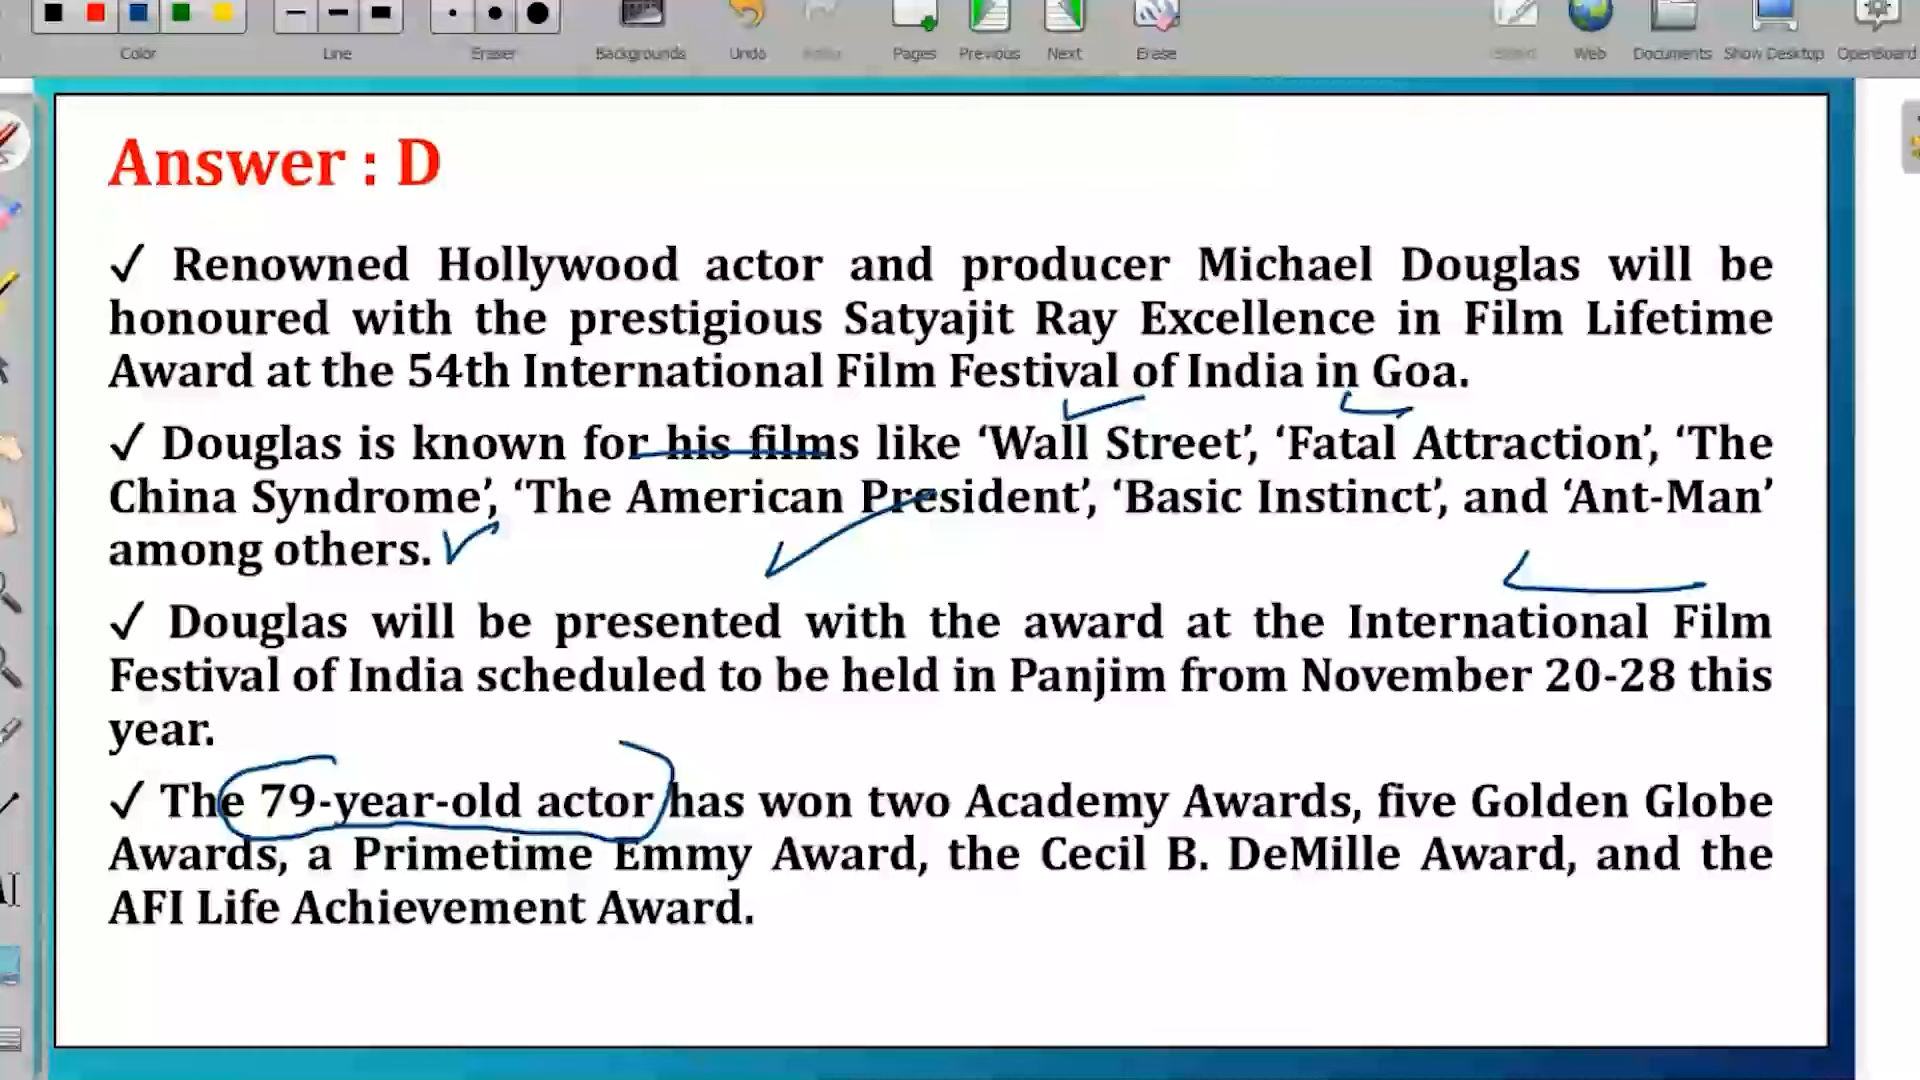 Color Line Eraser Backgrounds Undo Pages Previous Next Erase Web Documents Show Desktop OpenBoard
Answer : D
✓ Renowned Hollywood actor and producer Michael Douglas will be
honoured with the prestigious Satyajit Ray Excellence in Film Lifetime
Award at the 54th International Film Festival of India in Goa.
✓ Douglas is known for his films like ‘Wall Street’, ‘Fatal Attraction’, ‘The
China Syndrome’, ‘The American President’, ‘Basic Instinct’, and ‘Ant-Man’
among others.
✓ Douglas will be presented with the award at the International Film
Festival of India scheduled to be held in Panjim from November 20-28 this
year.
✓ The 79-year-old actor has won two Academy Awards, five Golden Globe
Awards, a Primetime Emmy Award, the Cecil B. DeMille Award, and the
AFI Life Achievement Award.